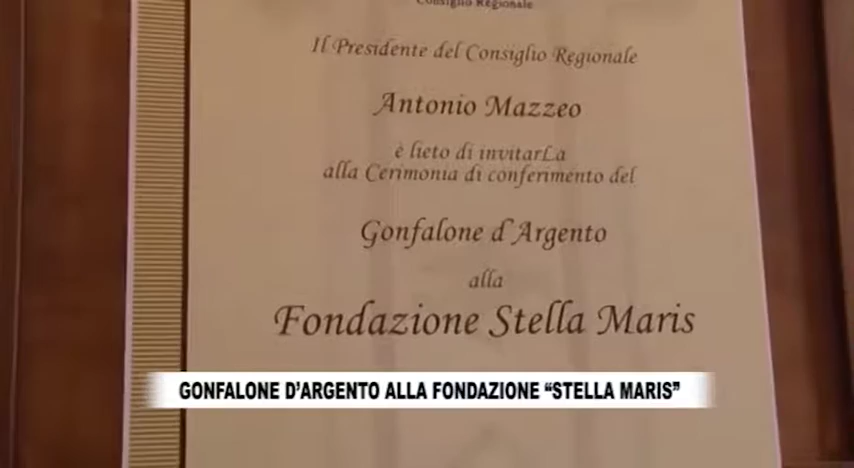 Consiglio Regionale
Il Presidente del Consiglio Regionale
Antonio Mazzeo
è lieto di invitarLa
alla Cerimonia di conferimento del
Gonfalone d'Argento
alla
Fondazione Stella Maris
GONFALONE D'ARGENTO ALLA FONDAZIONE “STELLA MARIS”